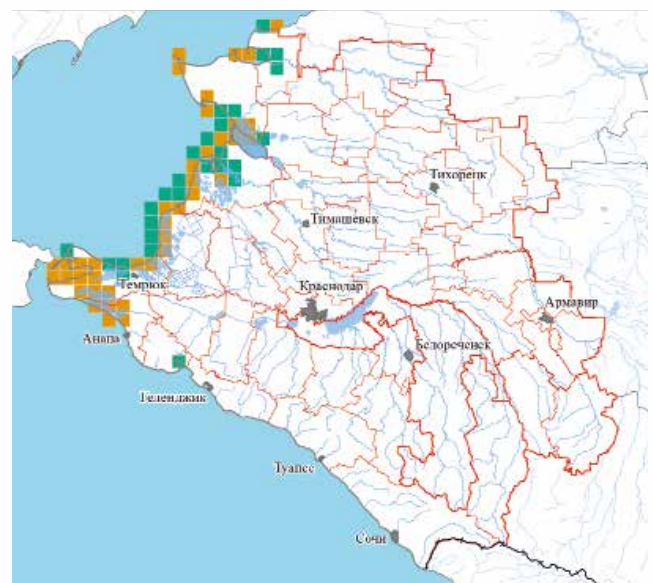 Тихорецк
Тимашевск
Темрюк
Краснодар
Армавир
Анапа
Белореченск
Геленджик
Туапсе
Сочи